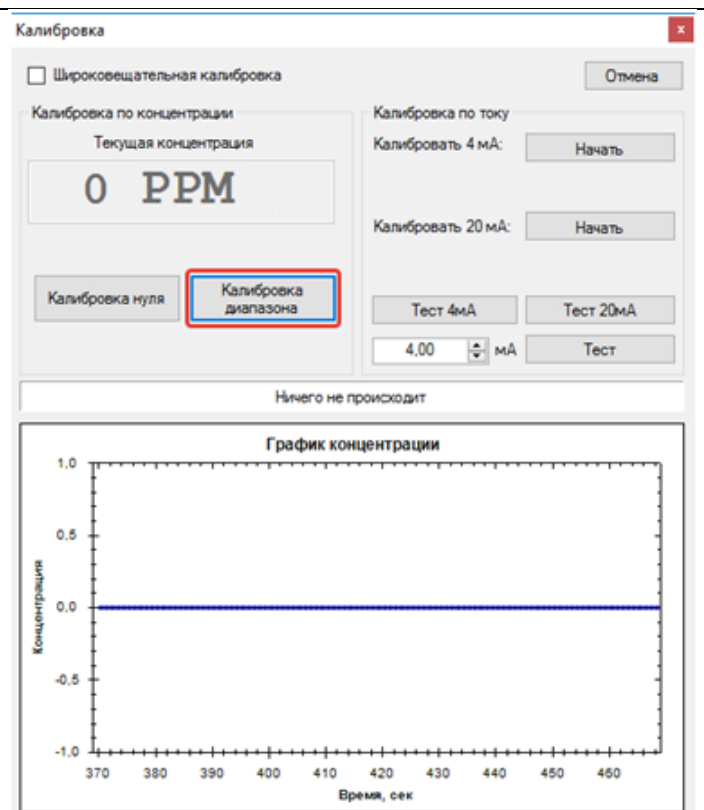 Калибровка
x
Широковещательная калибровка
Отмена
Калибровка по концентрации
Текущая концентрация
0 PPM
Калибровка нуля
Калибровка
диапазона
Калибровка по току
Калибровать 4 мА:
Начать
Калибровать 20 мА:
Начать
Тест 4мА
Тест 20мА
4,00
мА
Тест
Ничего не происходит
График концентрации
Концентрация
1,0
0,5
0,0
-0,5
-1,0
370 380 390 400 410 420 430 440 450 460
Время, сек